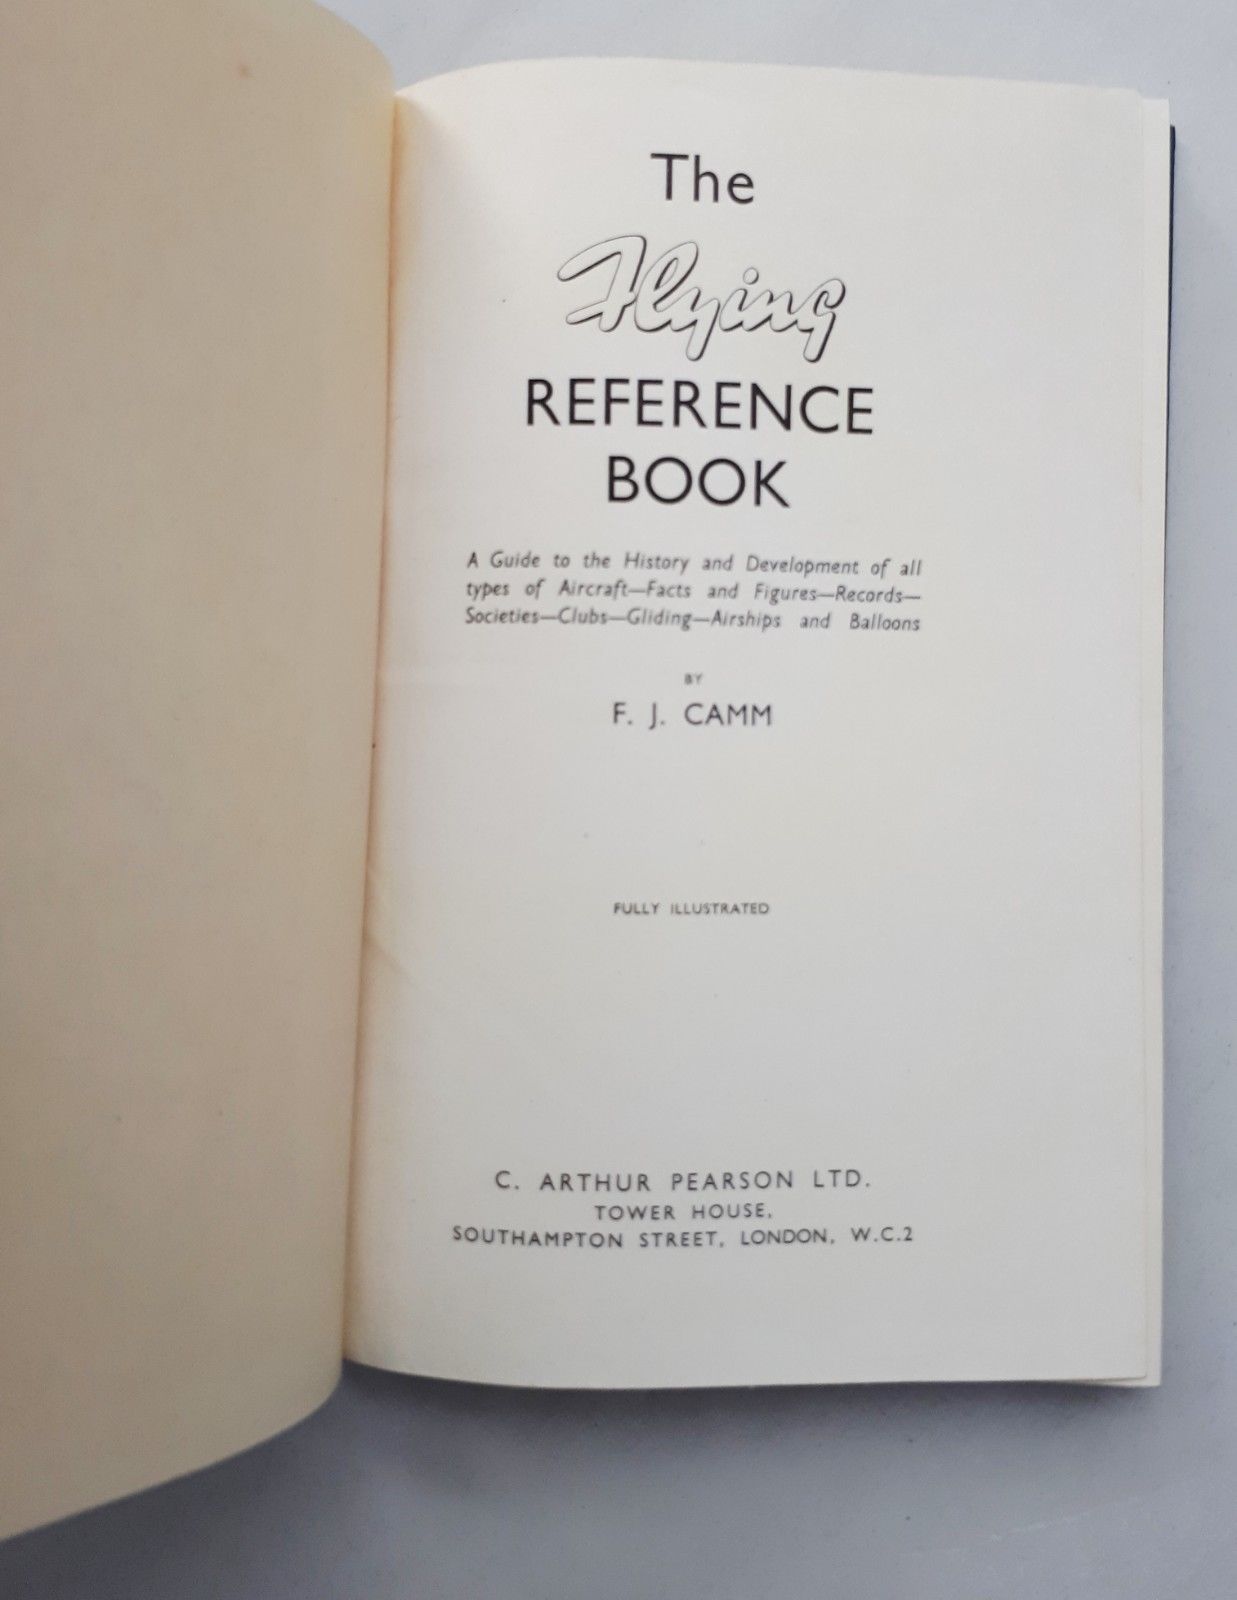 The
Flying
REFERENCE
BOOK
A Guide to the History and Development of all
types of Aircraft—Facts and Figures—Records—
Societies—Clubs—Gliding—Airships and Balloons
BY
F. J. CAMM
FULLY ILLUSTRATED
C. ARTHUR PEARSON LTD.
TOWER HOUSE,
SOUTHAMPTON STREET, LONDON, W.C.2